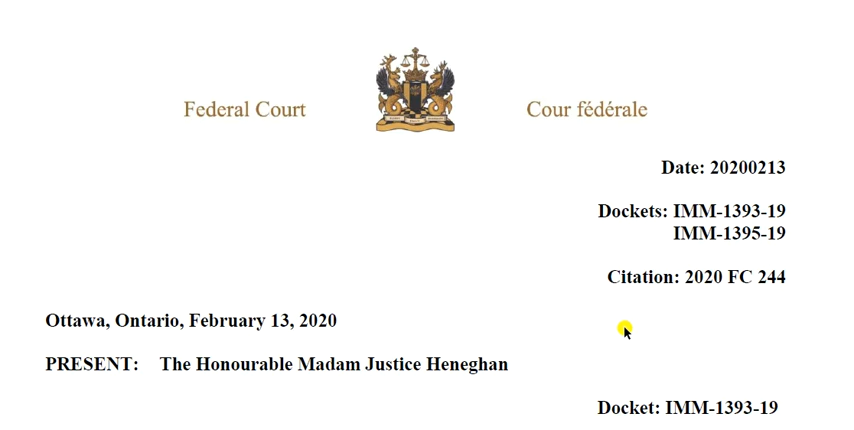 Federal Court
Cour fédérale
Date: 20200213
Dockets: IMM-1393-19
IMM-1395-19
Citation: 2020 FC 244
Ottawa, Ontario, February 13, 2020
PRESENT: The Honourable Madam Justice Heneghan
Docket: IMM-1393-19